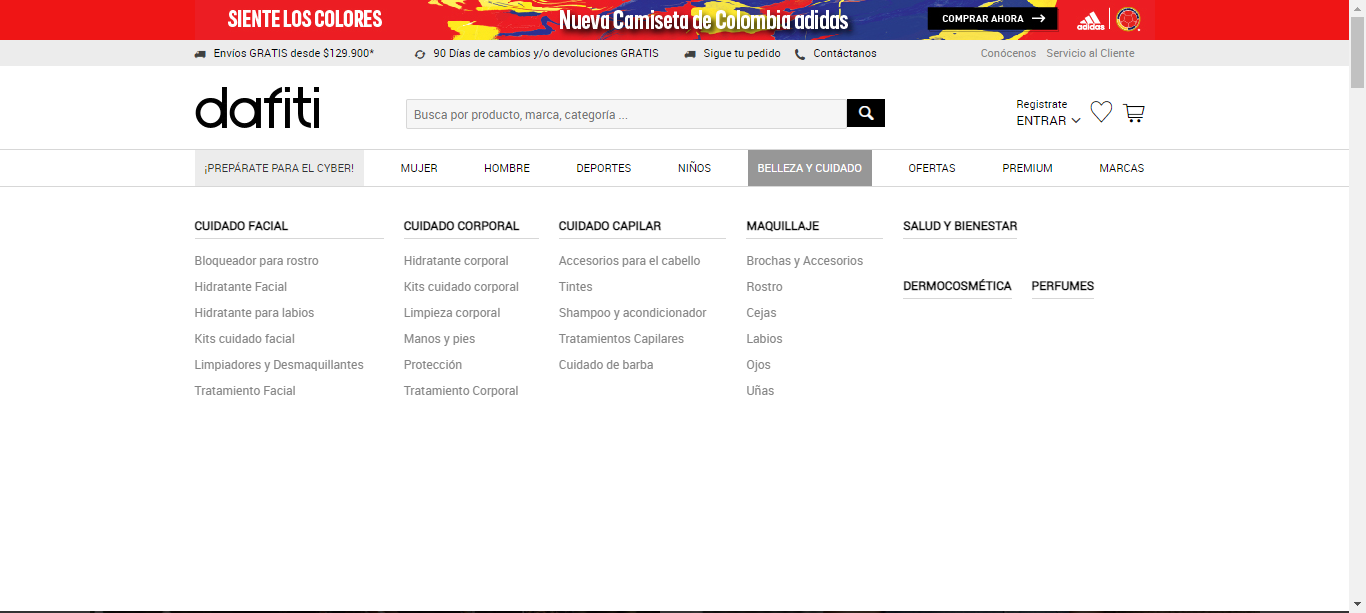 SIENTE LOS COLORES
Nueva Camiseta de Colombia adidas
COMPRAR AHORA
adidas
Envíos GRATIS desde $129.900*
90 Días de cambios y/o devoluciones GRATIS
Sigue tu pedido
Contáctanos
Conócenos
Servicio al Cliente
dafiti
Busca por producto, marca, categoría ...
Registrate
ENTRAR
¡PREPÁRATE PARA EL CYBER!
MUJER
HOMBRE
DEPORTES
NIÑOS
BELLEZA Y CUIDADO
OFERTAS
PREMIUM
MARCAS
CUIDADO FACIAL
Bloqueador para rostro
Hidratante Facial
Hidratante para labios
Kits cuidado facial
Limpiadores y Desmaquillantes
Tratamiento Facial
CUIDADO CORPORAL
Hidratante corporal
Kits cuidado corporal
Limpieza corporal
Manos y pies
Protección
Tratamiento Corporal
CUIDADO CAPILAR
Accesorios para el cabello
Tintes
Shampoo y acondicionador
Tratamientos Capilares
Cuidado de barba
MAQUILLAJE
Brochas y Accesorios
Rostro
Cejas
Labios
Ojos
Uñas
SALUD Y BIENESTAR
DERMOCOSMÉTICA
PERFUMES